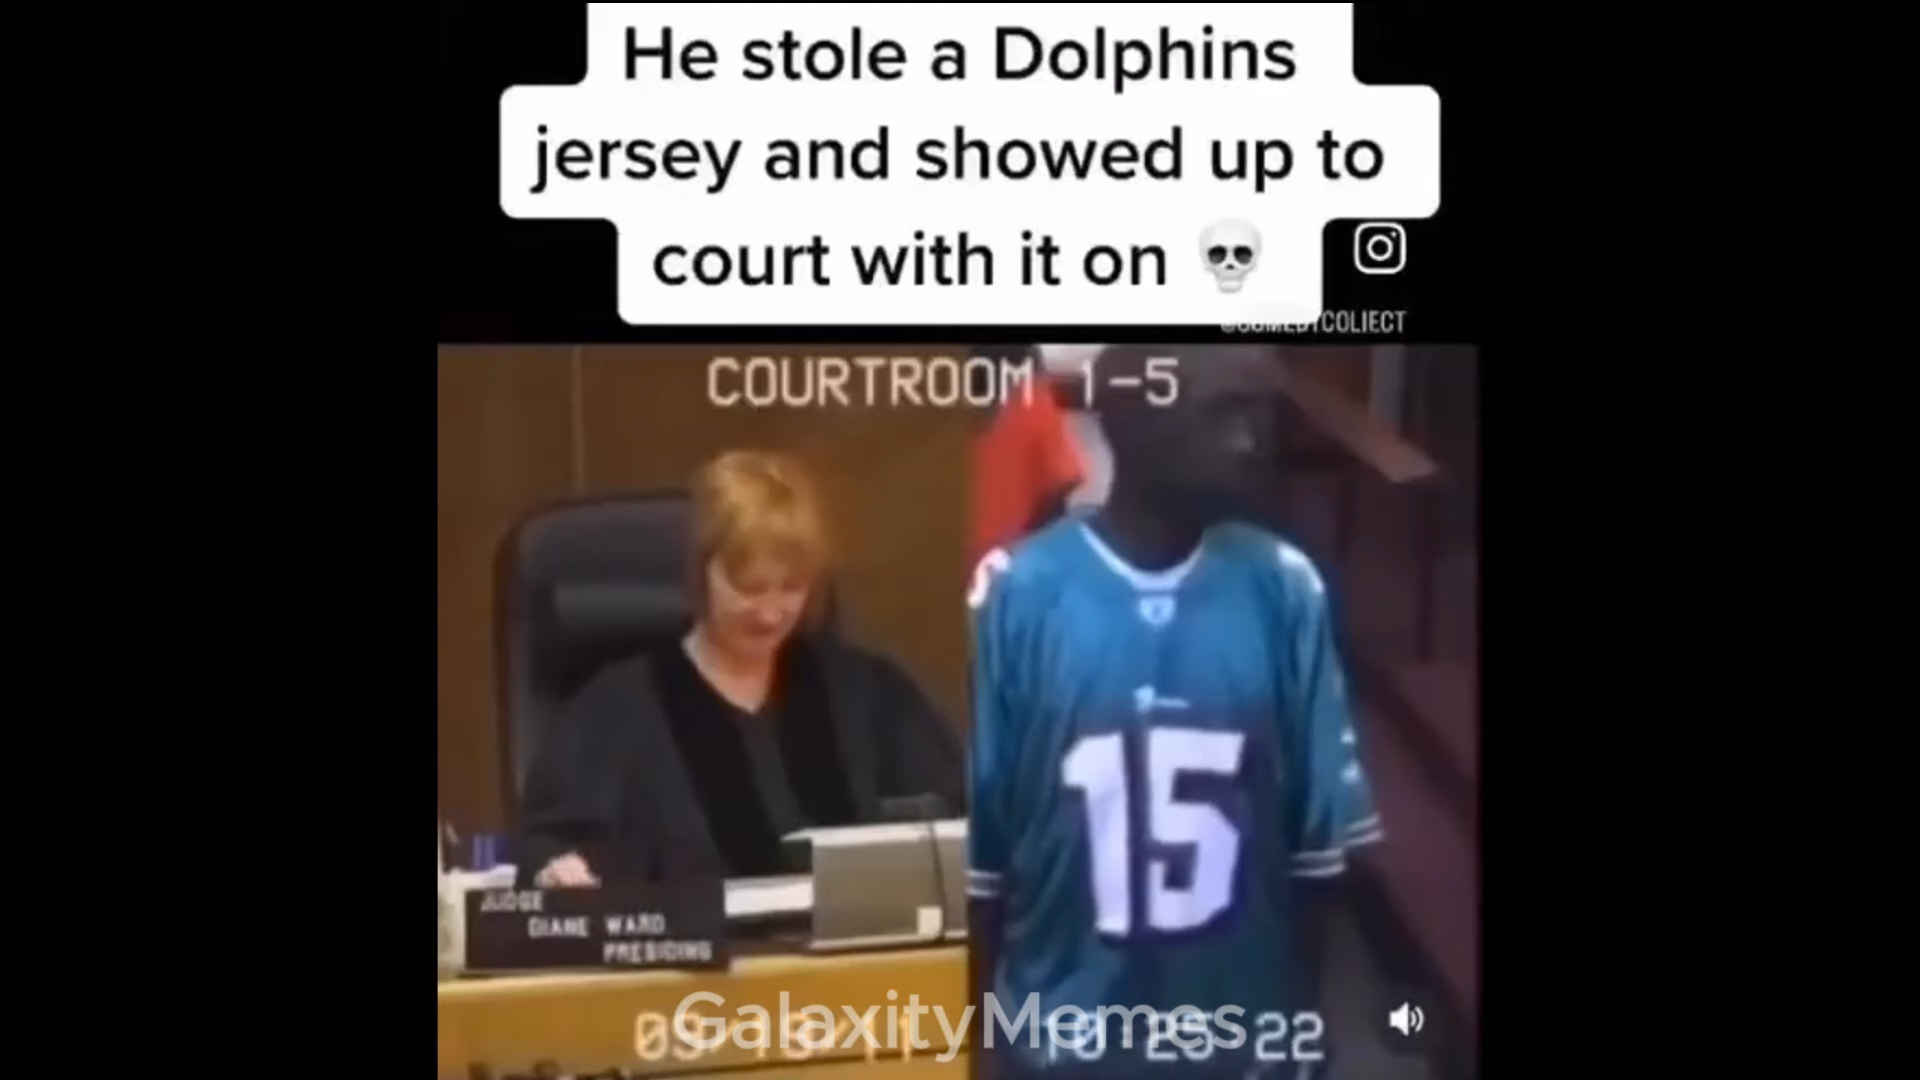 He stole a Dolphins
jersey and showed up to
court with it on 💀
COURTROOM 1-5
15
JUDGE
DIANE WARD
PRESIDING
GalaxityMemes
22